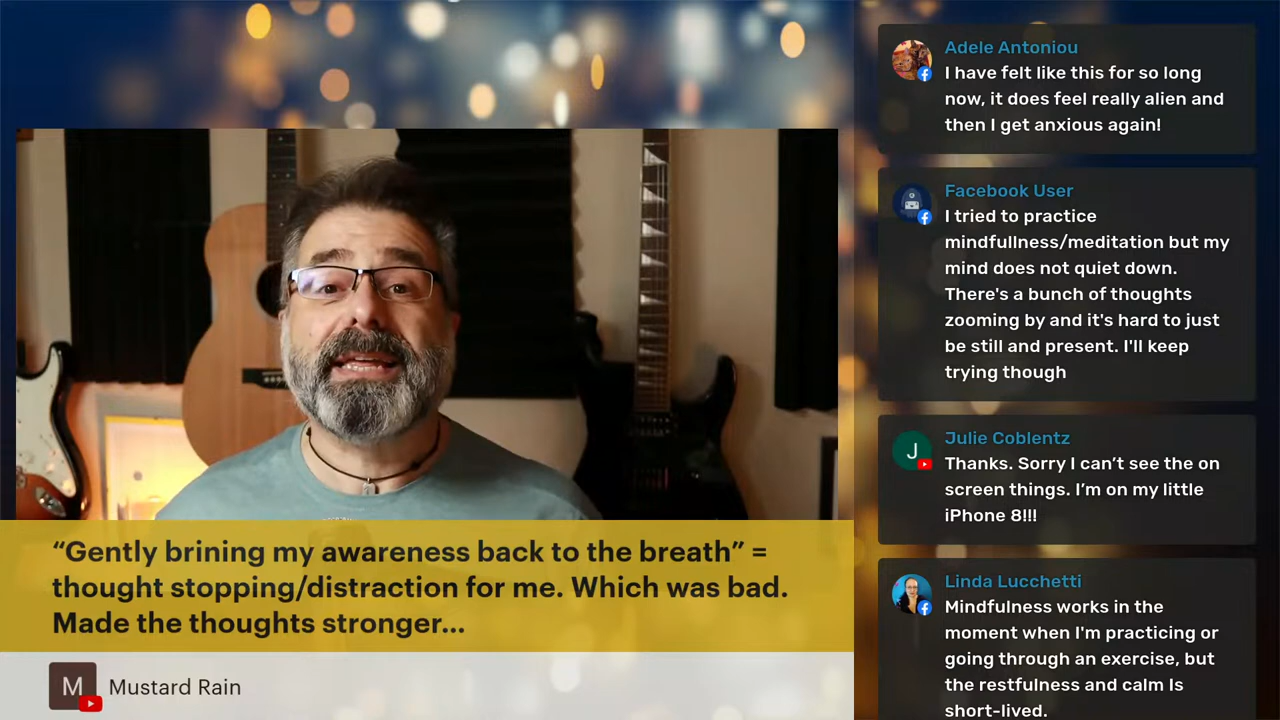 Adele Antoniou
I have felt like this for so long
now, it does feel really alien and
then I get anxious again!
Facebook User
I tried to practice
mindfullness/meditation but my
mind does not quiet down.
There's a bunch of thoughts
zooming by and it's hard to just
be still and present. I'll keep
trying though
J
Julie Coblentz
Thanks. Sorry I can’t see the on
screen things. I’m on my little
iPhone 8!!!
Linda Lucchetti
Mindfulness works in the
moment when I'm practicing or
going through an exercise, but
the restfulness and calm Is
short-lived.
“Gently brining my awareness back to the breath” =
thought stopping/distraction for me. Which was bad.
Made the thoughts stronger...
M
Mustard Rain